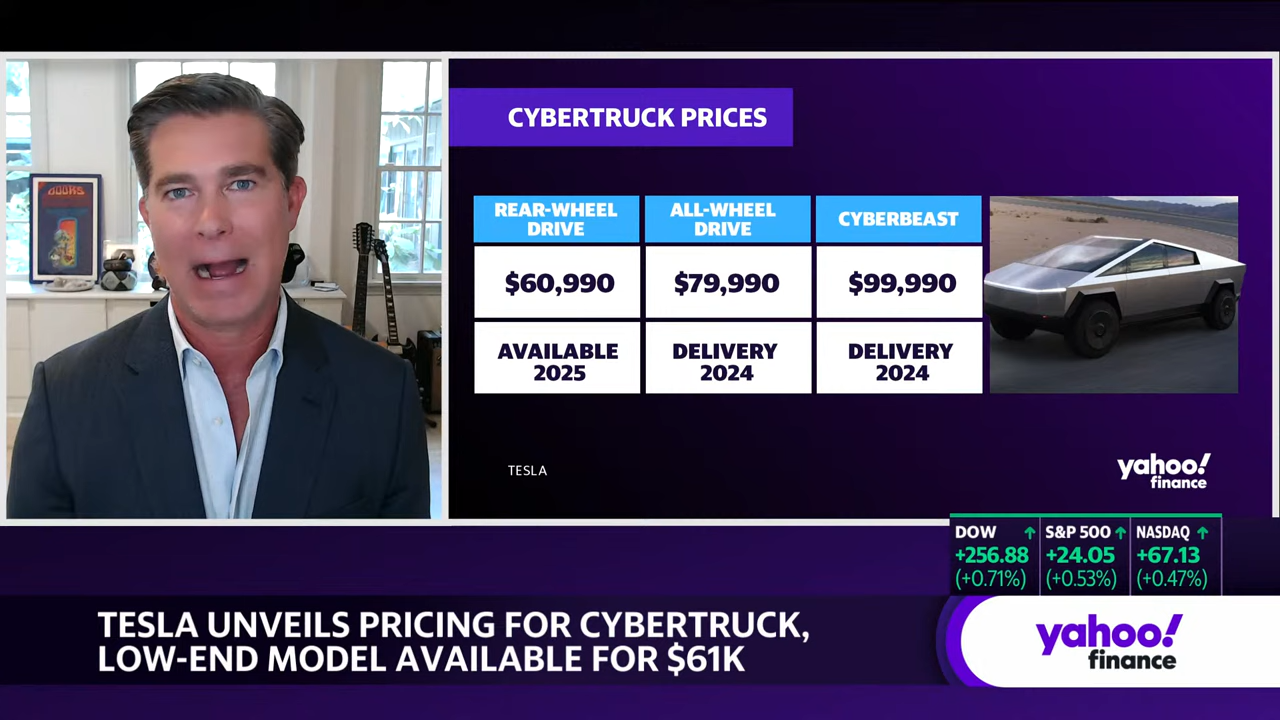 DOORS
CYBERTRUCK PRICES
REAR-WHEEL
DRIVE
ALL-WHEEL
DRIVE
CYBERBEAST
$60,990
$79,990
$99,990
AVAILABLE
2025
DELIVERY
2024
DELIVERY
2024
TESLA
yahoo!
finance
DOW ↑
+256.88
(+0.71%)
S&P 500 ↑
+24.05
(+0.53%)
NASDAQ ↑
+67.13
(+0.47%)
TESLA UNVEILS PRICING FOR CYBERTRUCK,
LOW-END MODEL AVAILABLE FOR $61K
yahoo!
finance